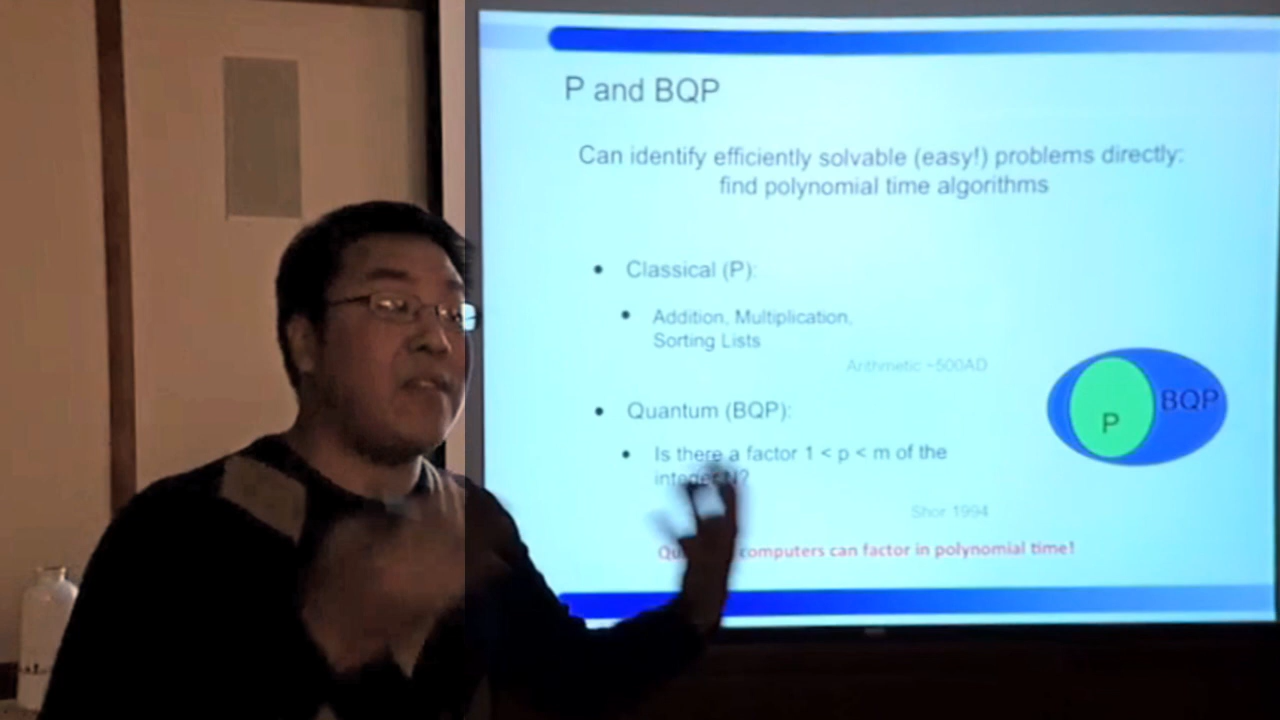 P and BQP
Can identify efficiently solvable (easy!) problems directly:
find polynomial time algorithms
• Classical (P):
• Addition, Multiplication,
Sorting Lists
Arithmetic ~500AD
• Quantum (BQP):
• Is there a factor 1 < p < m of the
integer N?
Shor 1994
computers can factor in polynomial time!
P
BQP